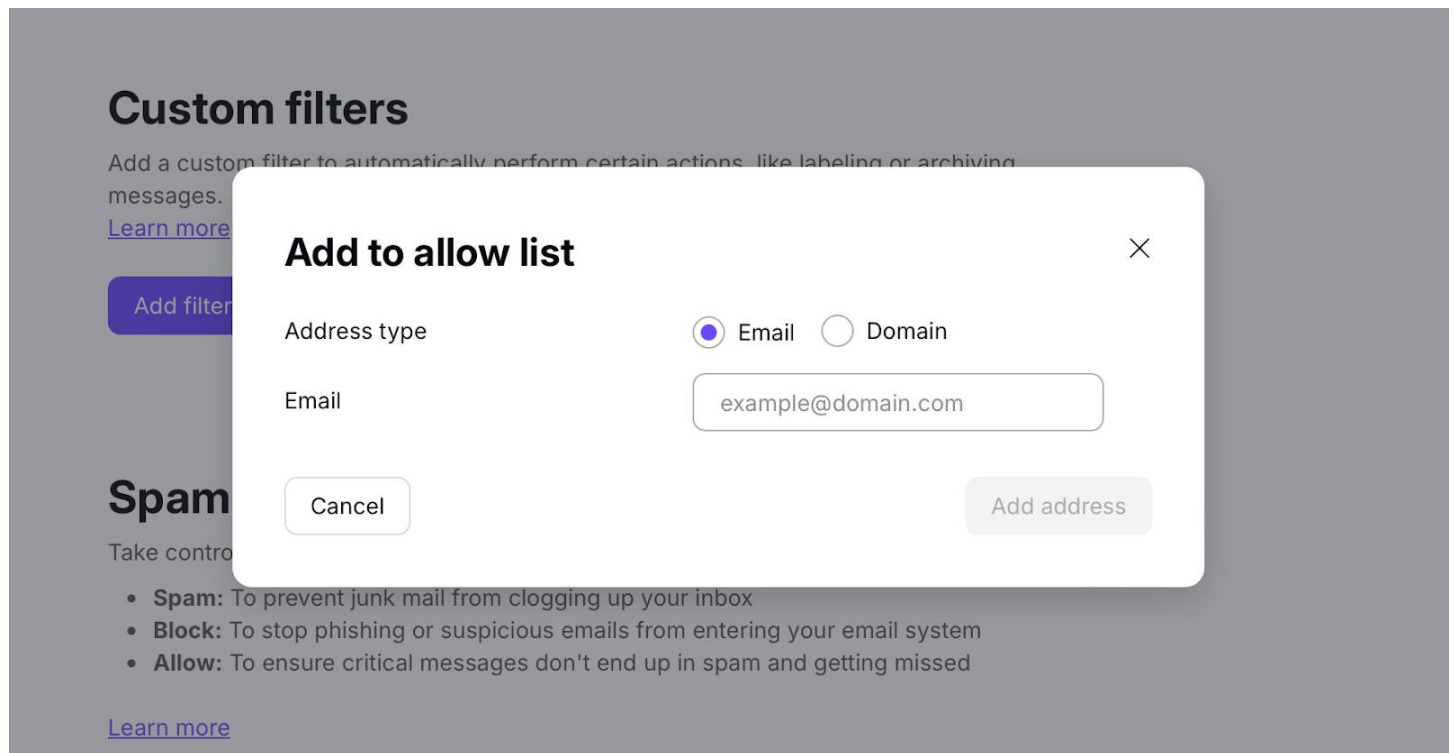 Custom filters
Add a custom filter to automatically perform certain actions, like labeling or archiving
messages.
Learn more
Add filter
Add to allow list
Address type
Email
Domain
Email
example@domain.com
Cancel
Add address
Spam
Take contro
• Spam: To prevent junk mail from clogging up your inbox
• Block: To stop phishing or suspicious emails from entering your email system
• Allow: To ensure critical messages don't end up in spam and getting missed
Learn more